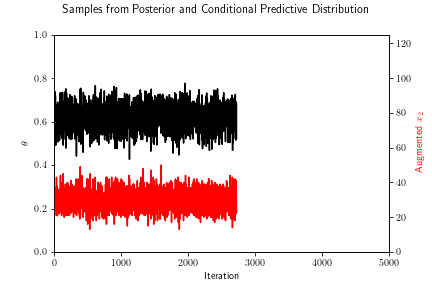 Samples from Posterior and Conditional Predictive Distribution
1.0
0.8
0.6
0.4
0.2
0.0
θ
120
100
80
60
40
20
0
Augmented x₂
0 1000 2000 3000 4000 5000
Iteration